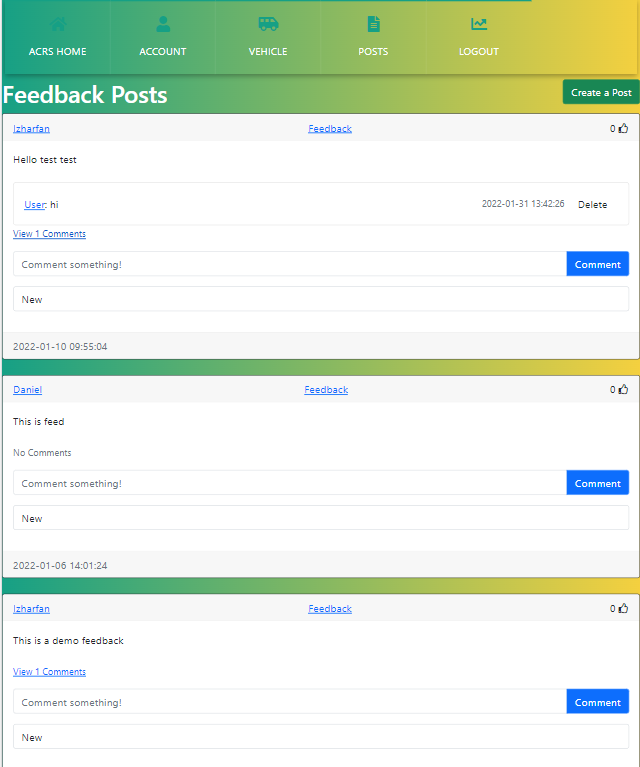 ACRS HOME ACCOUNT VEHICLE POSTS LOGOUT
Feedback Posts Create a Post
Izharfan Feedback 0
Hello test test
User: hi 2022-01-31 13:42:26 Delete
View 1 Comments
Comment something! Comment
New
2022-01-10 09:55:04
Daniel Feedback 0
This is feed
No Comments
Comment something! Comment
New
2022-01-06 14:01:24
Izharfan Feedback 0
This is a demo feedback
View 1 Comments
Comment something! Comment
New